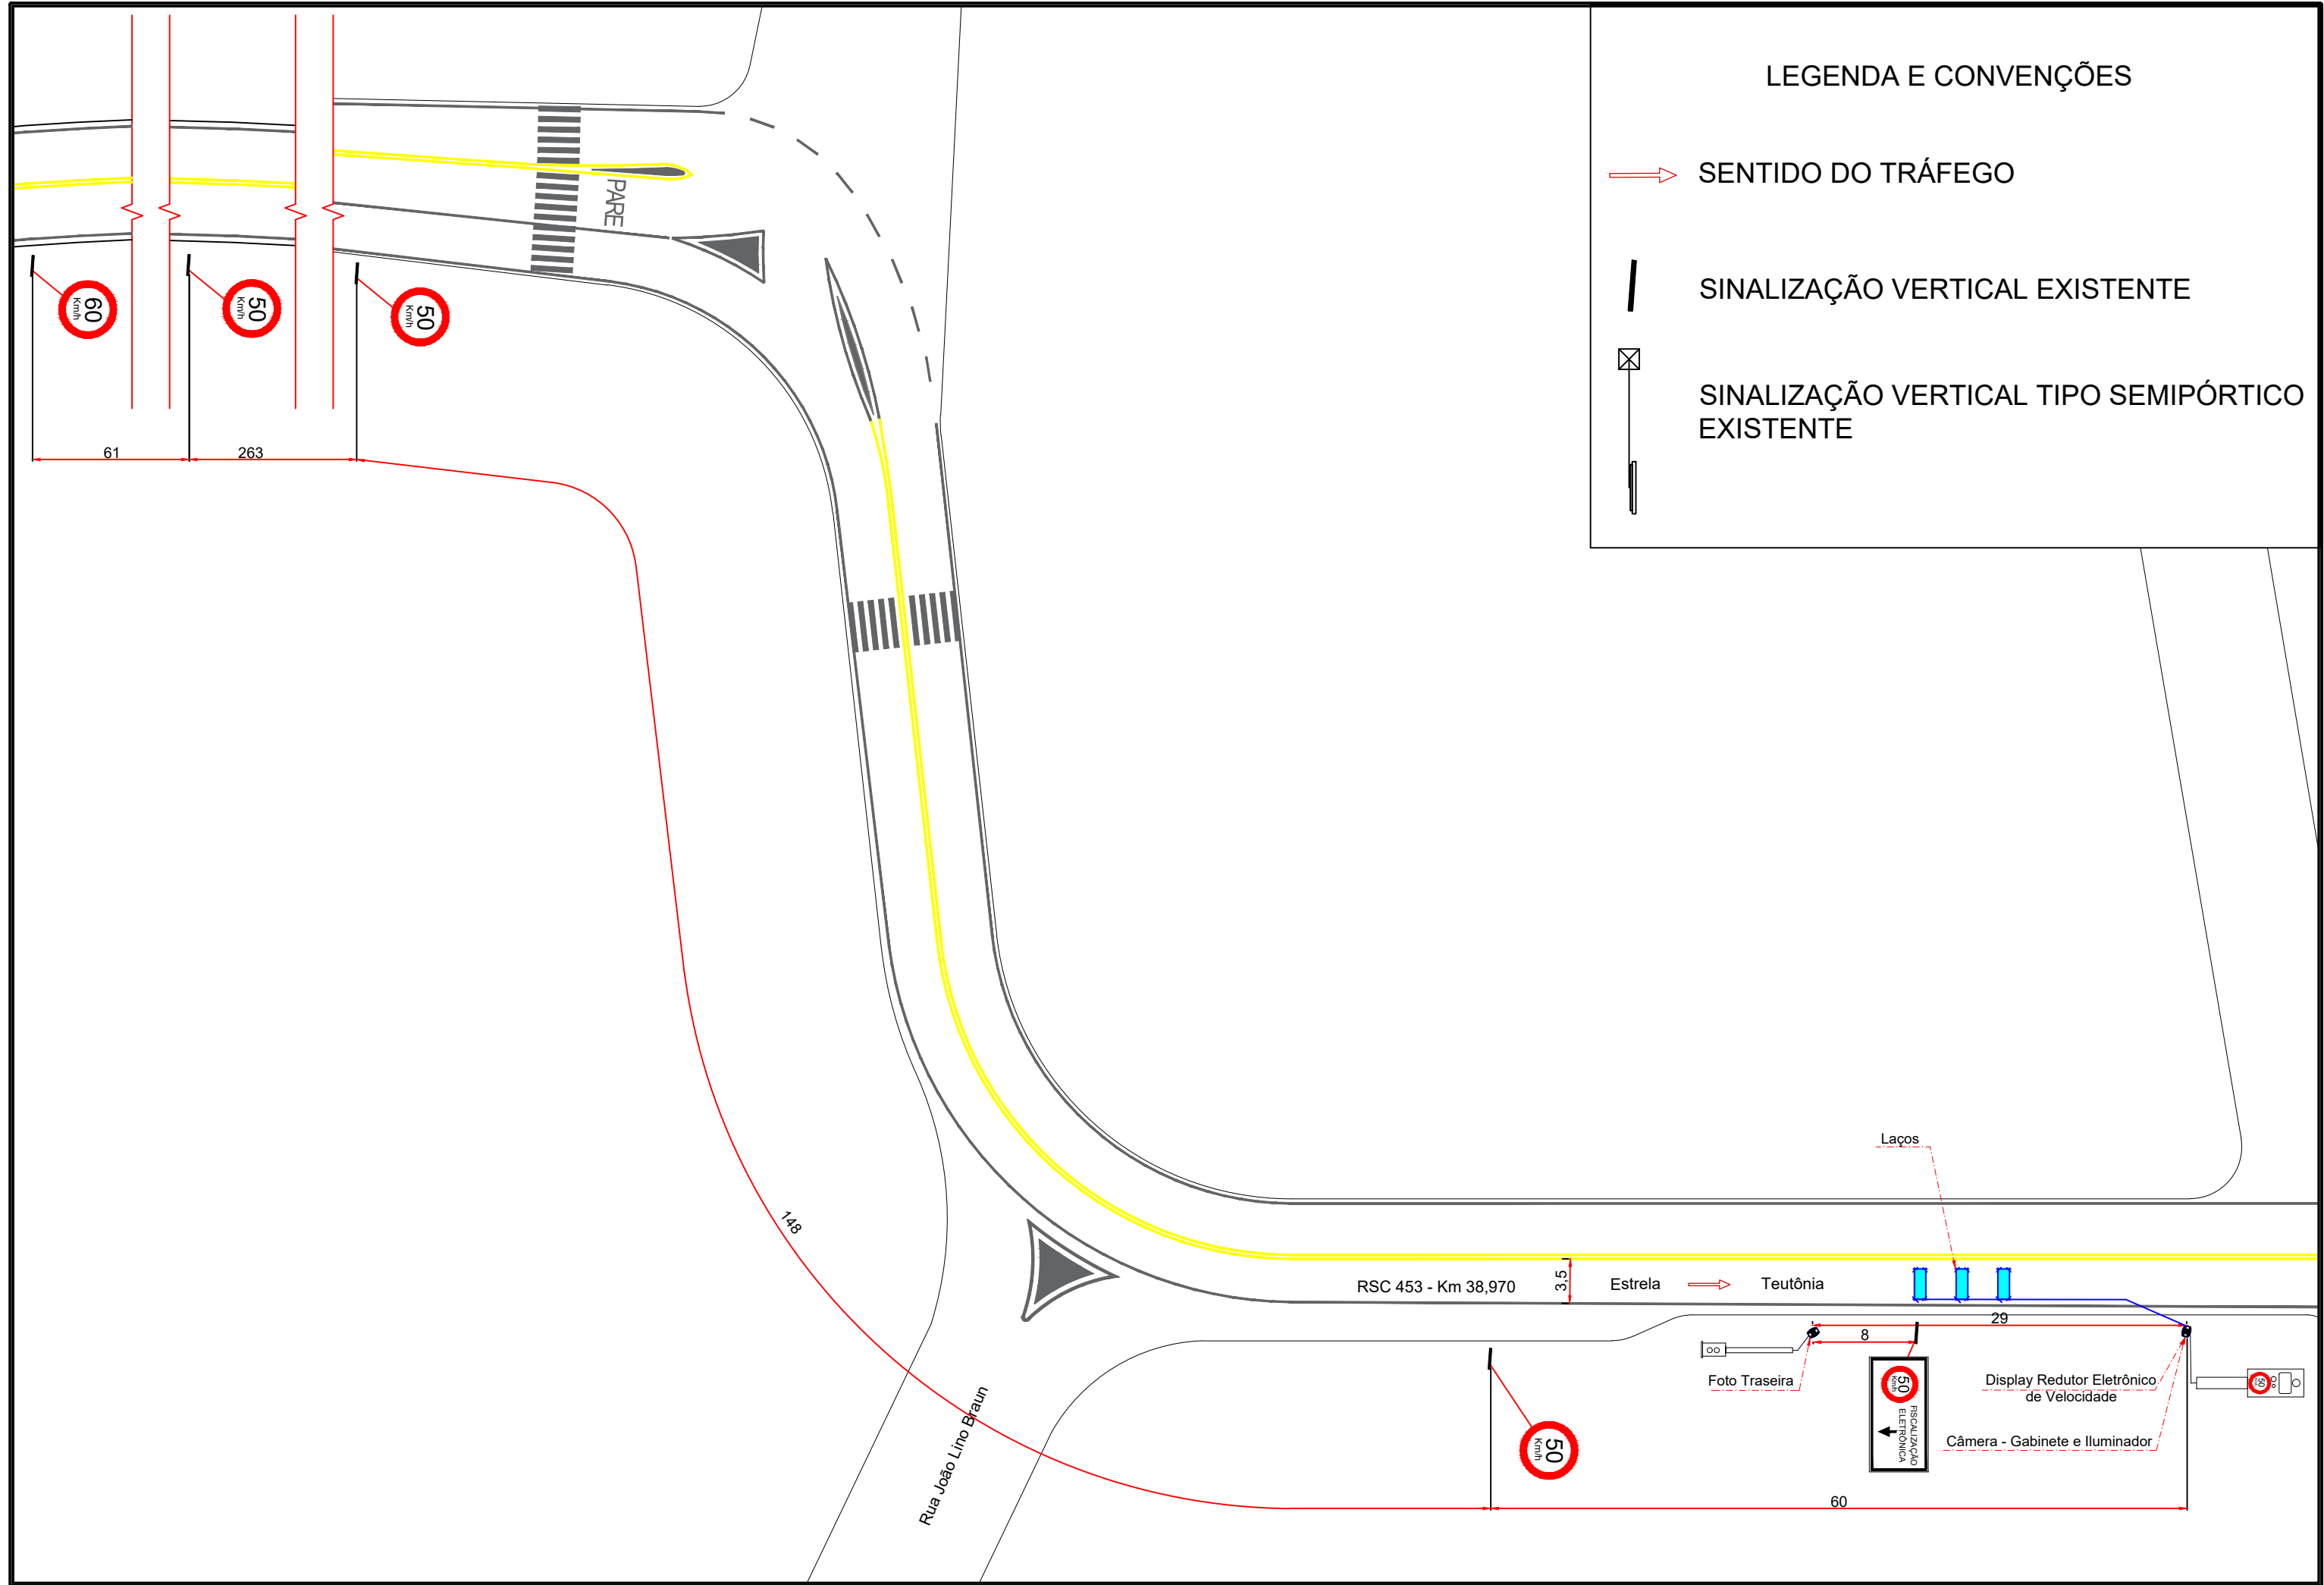 LEGENDA E CONVENÇÕES
SENTIDO DO TRÁFEGO
SINALIZAÇÃO VERTICAL EXISTENTE
SINALIZAÇÃO VERTICAL TIPO SEMIPÓRTICO
EXISTENTE
PARE
60
Km/h
50
Km/h
50
Km/h
61
263
148
Laços
RSC 453 - Km 38,970
3,5
Estrela
Teutônia
29
8
Foto Traseira
50
Km/h
FISCALIZAÇÃO
ELETRÔNICA
Display Redutor Eletrônico
de Velocidade
50
Câmera - Gabinete e Iluminador
50
Km/h
Rua João Lino Braun
60